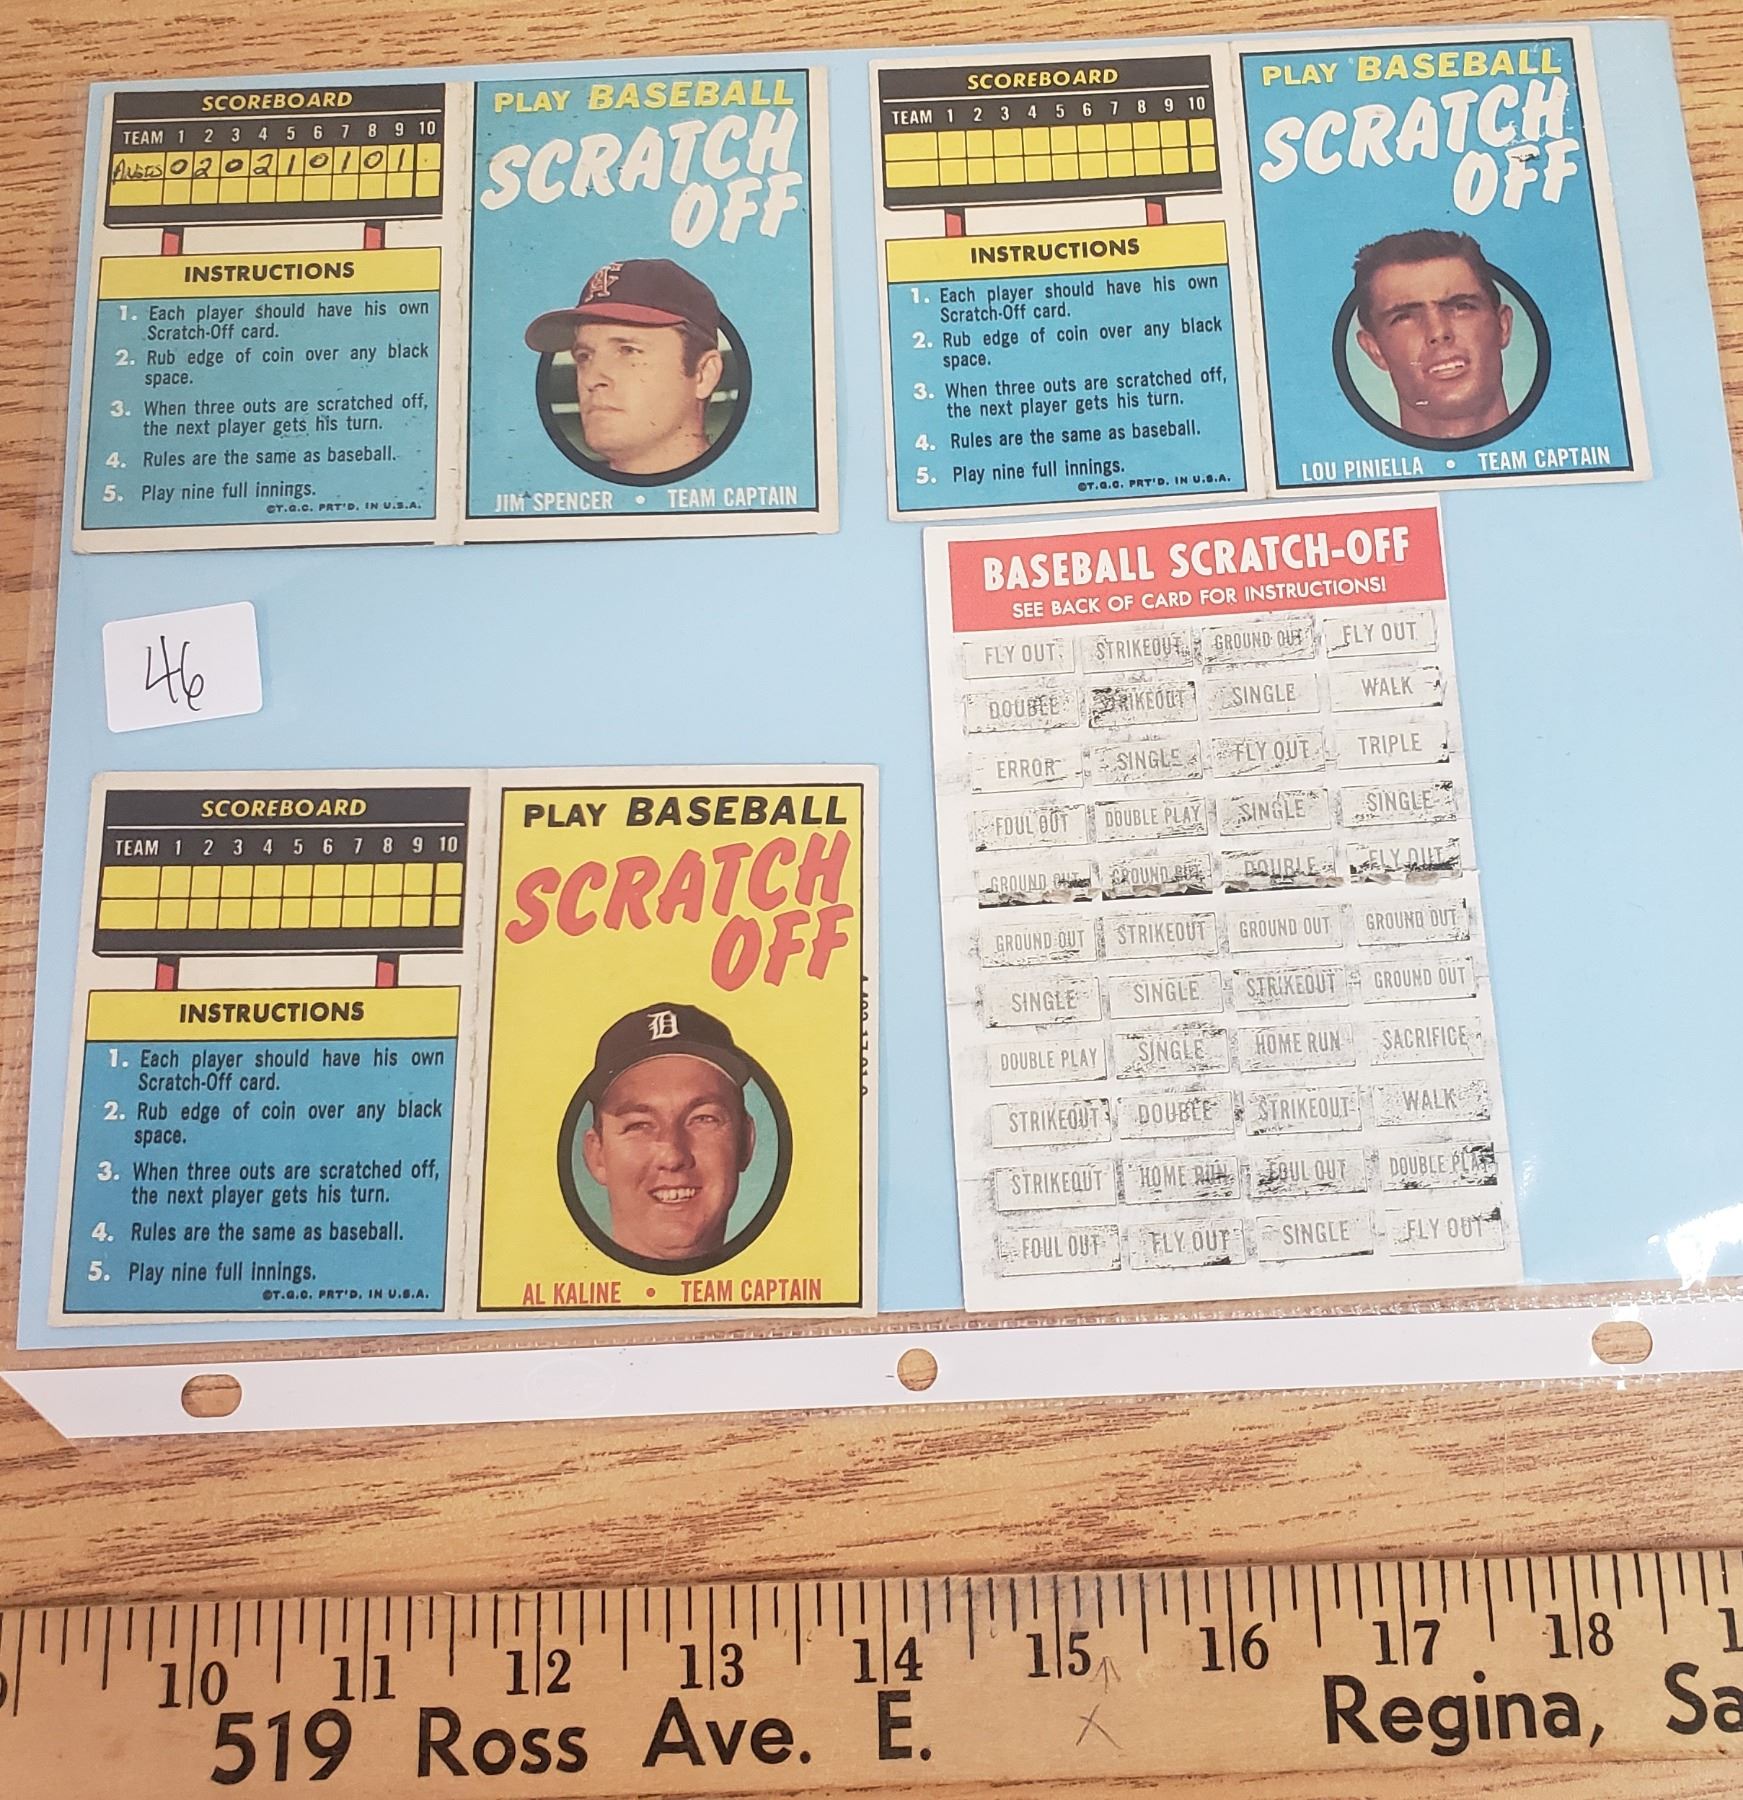 SCOREBOARD
TEAM 1 2 3 4 5 6 7 8 9 10
0 2 0 2 1 0 1 0 1
INSTRUCTIONS
1. Each player should have his own
Scratch-Off card.
2. Rub edge of coin over any black
space.
3. When three outs are scratched off,
the next player gets his turn.
4. Rules are the same as baseball.
5. Play nine full innings.
©T.G.C. PRT'D. IN U.S.A.
PLAY BASEBALL
SCRATCH
OFF
JIM SPENCER • TEAM CAPTAIN
SCOREBOARD
TEAM 1 2 3 4 5 6 7 8 9 10
INSTRUCTIONS
1. Each player should have his own
Scratch-Off card.
2. Rub edge of coin over any black
space.
3. When three outs are scratched off,
the next player gets his turn.
4. Rules are the same as baseball.
5. Play nine full innings.
©T.G.C. PRT'D. IN U.S.A.
PLAY BASEBALL
SCRATCH
OFF
LOU PINIELLA • TEAM CAPTAIN
46
SCOREBOARD
TEAM 1 2 3 4 5 6 7 8 9 10
INSTRUCTIONS
1. Each player should have his own
Scratch-Off card.
2. Rub edge of coin over any black
space.
3. When three outs are scratched off,
the next player gets his turn.
4. Rules are the same as baseball.
5. Play nine full innings.
©T.G.C. PRT'D. IN U.S.A.
PLAY BASEBALL
SCRATCH
OFF
D
AL KALINE • TEAM CAPTAIN
BASEBALL SCRATCH-OFF
SEE BACK OF CARD FOR INSTRUCTIONS!
FLY OUT STRIKEOUT GROUND OUT FLY OUT
DOUBLE STRIKEOUT SINGLE WALK
ERROR SINGLE FLY OUT TRIPLE
FOUL OUT DOUBLE PLAY SINGLE SINGLE
GROUND OUT GROUND OUT DOUBLE FLY OUT
GROUND OUT STRIKEOUT GROUND OUT GROUND OUT
SINGLE SINGLE STRIKEOUT GROUND OUT
DOUBLE PLAY SINGLE HOME RUN SACRIFICE
STRIKEOUT DOUBLE STRIKEOUT WALK
STRIKEOUT HOME RUN FOUL OUT DOUBLE PLAY
FOUL OUT FLY OUT SINGLE FLY OUT
10 11 12 13 14 15 16 17 18
519 Ross Ave. E. X Regina, Sa